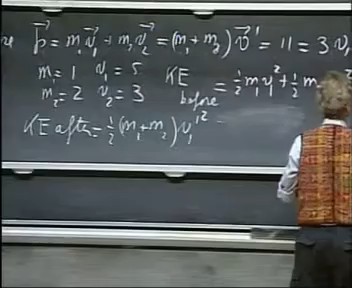 p⃗ = m₁v⃗₁ + m₂v⃗₂ = (m₁ + m₂) v⃗' = 11 = 3 v
m₁ = 1 v₁ = 5 KE before = ½ m₁ v₁² + ½ m
m₂ = 2 v₂ = 3
KE after = ½ (m₁ + m₂) v'²